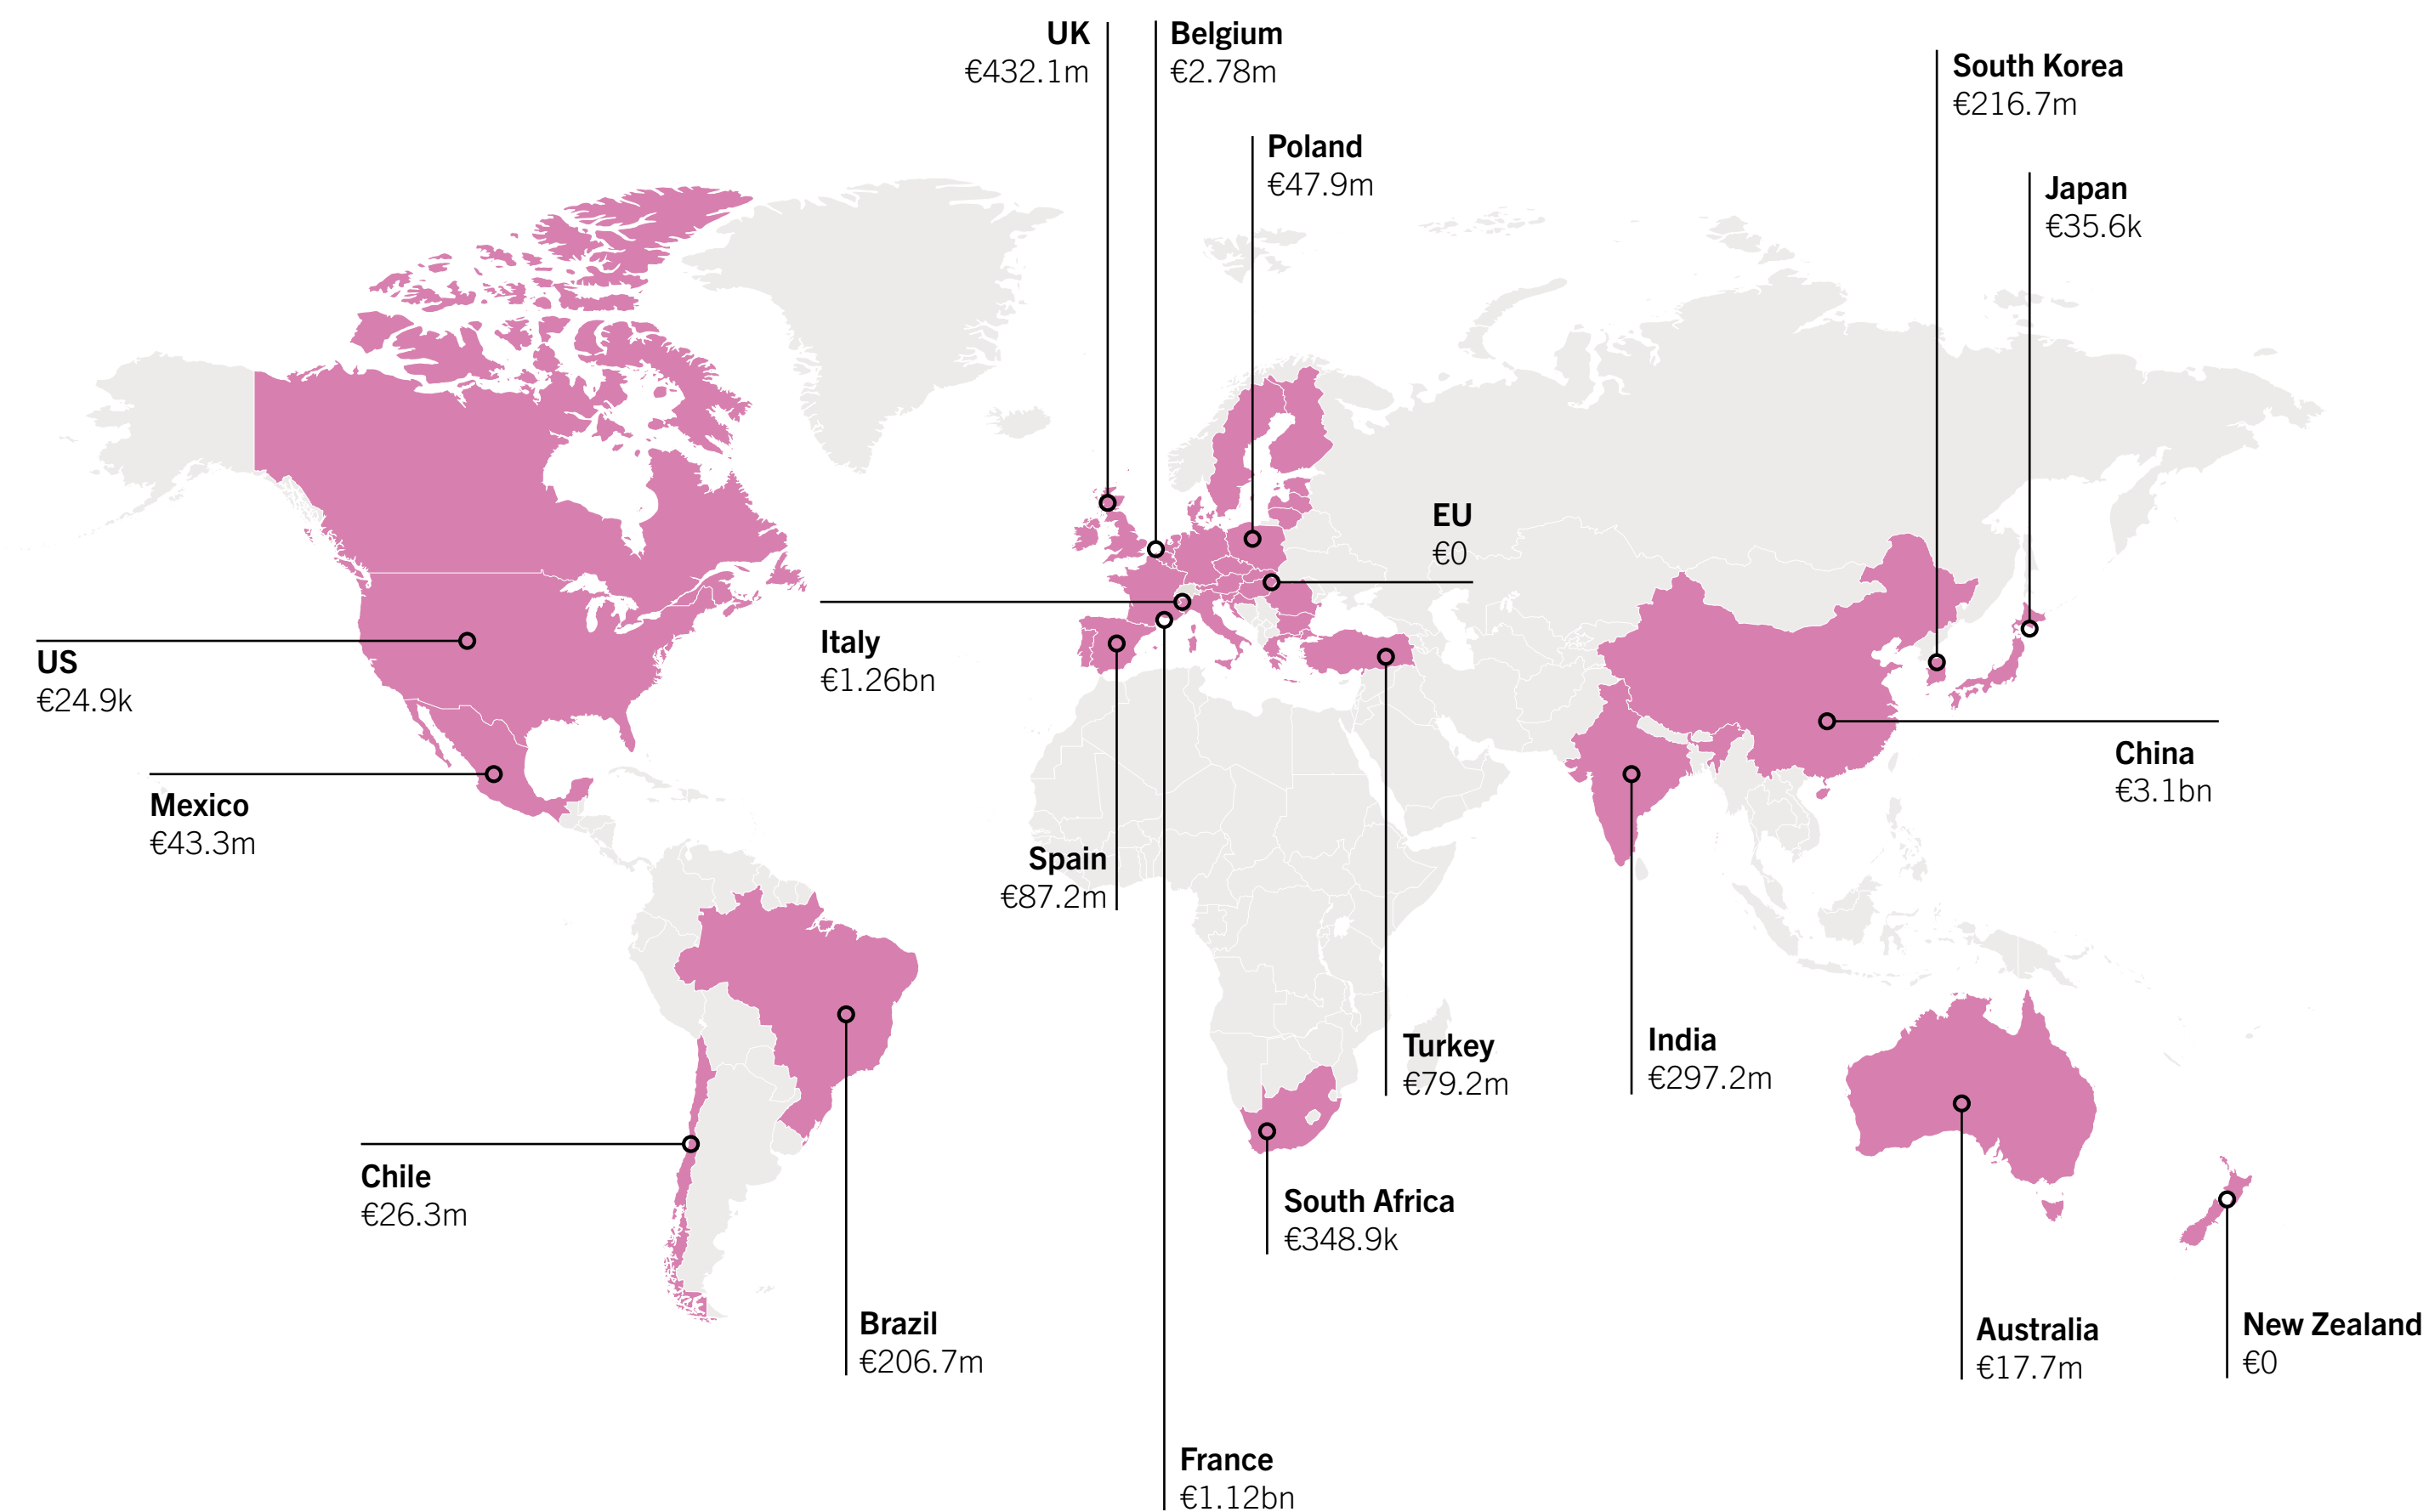 UK
€432.1m
Belgium
€2.78m
South Korea
€216.7m
Poland
€47.9m
Japan
€35.6k
EU
€0
Italy
€1.26bn
US
€24.9k
China
€3.1bn
Mexico
€43.3m
Spain
€87.2m
Turkey
€79.2m
India
€297.2m
Chile
€26.3m
South Africa
€348.9k
Brazil
€206.7m
Australia
€17.7m
New Zealand
€0
France
€1.12bn